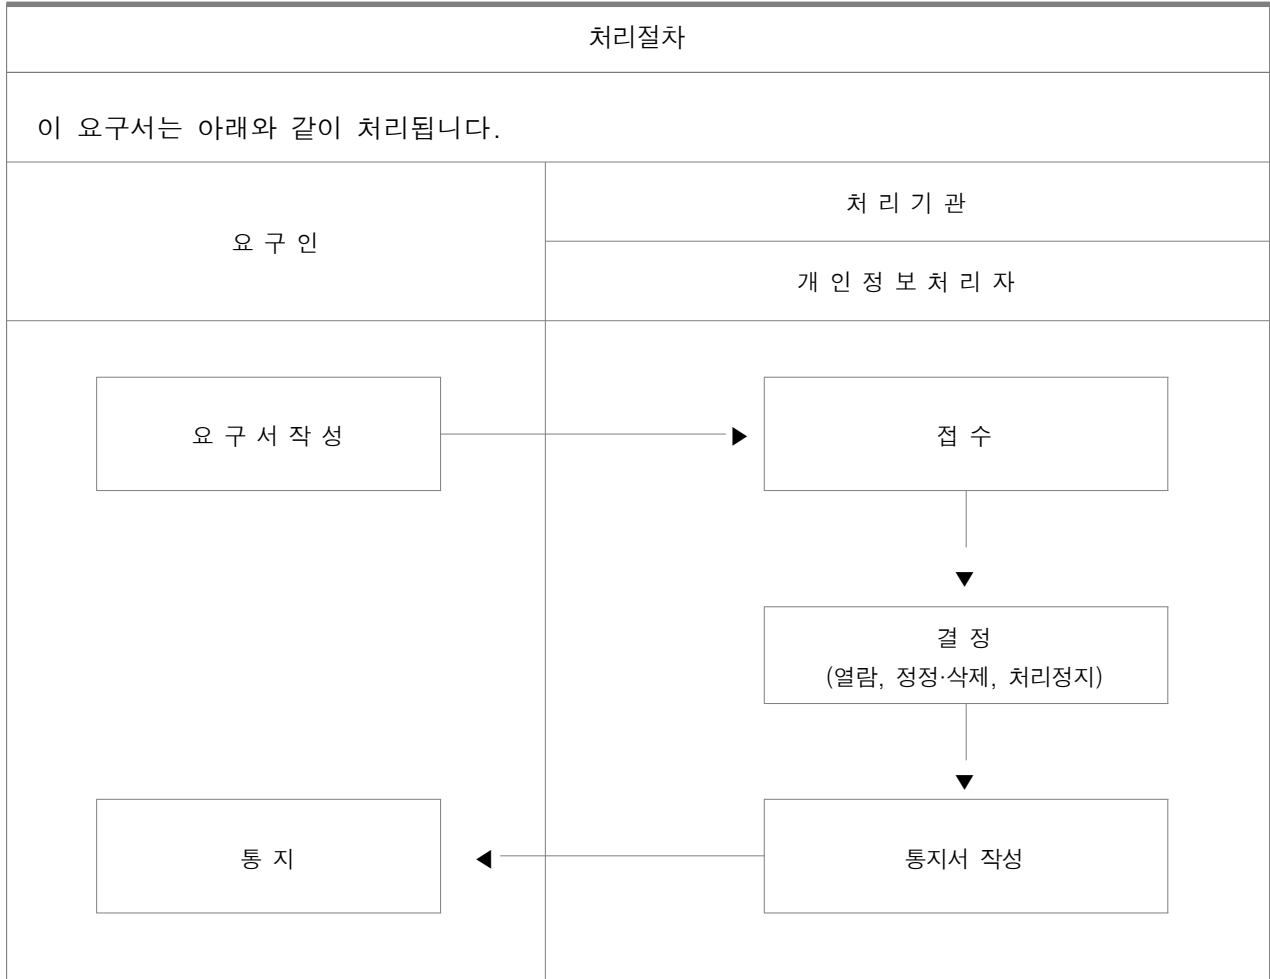 처리절차
이 요구서는 아래와 같이 처리됩니다.
요 구 인
처 리 기 관
개 인 정 보 처 리 자
요 구 서 작 성
접 수
결 정
(열람, 정정·삭제, 처리정지)
통 지
통지서 작성